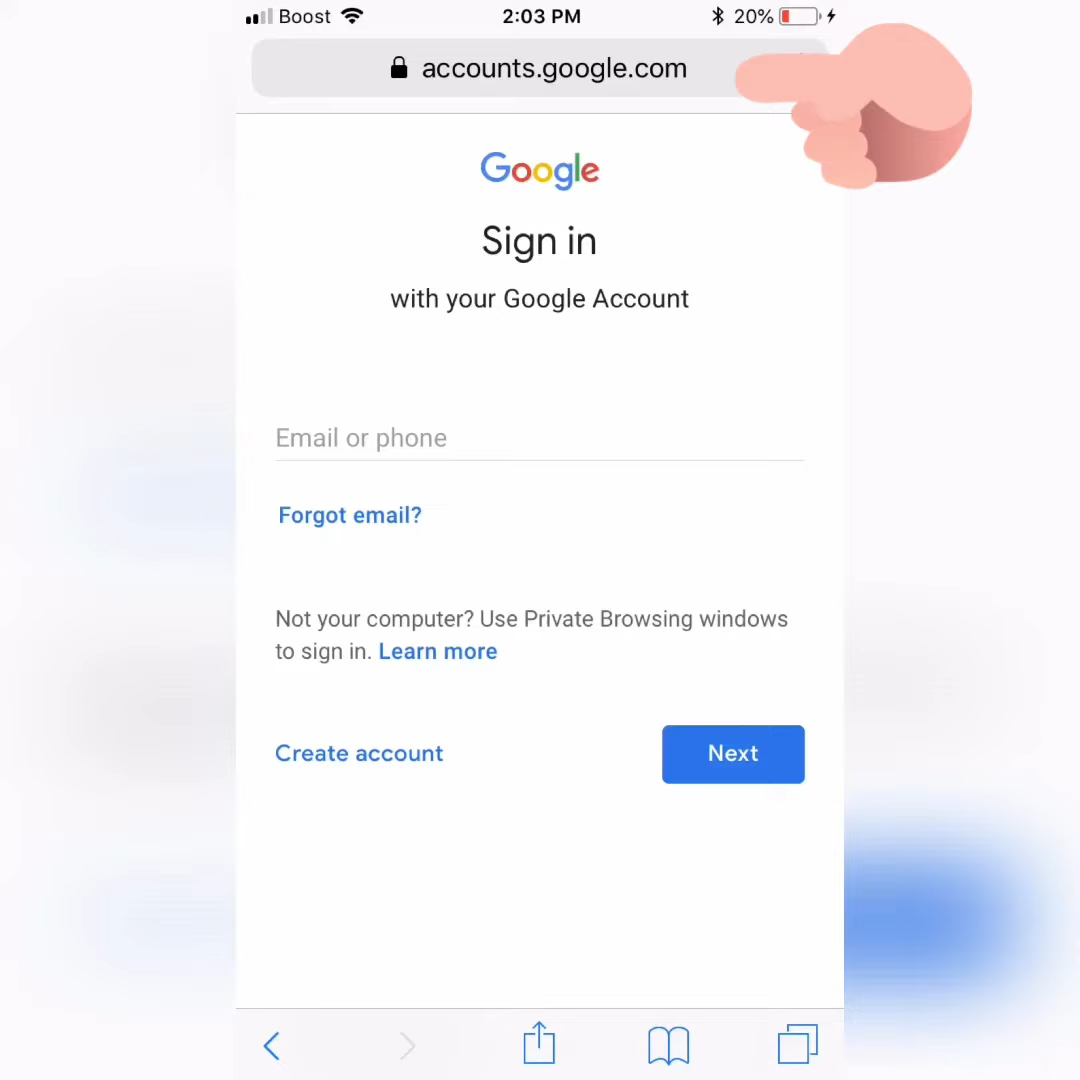 Boost 2:03 PM 20%
accounts.google.com
Google
Sign in
with your Google Account
Email or phone
Forgot email?
Not your computer? Use Private Browsing windows
to sign in. Learn more
Create account Next